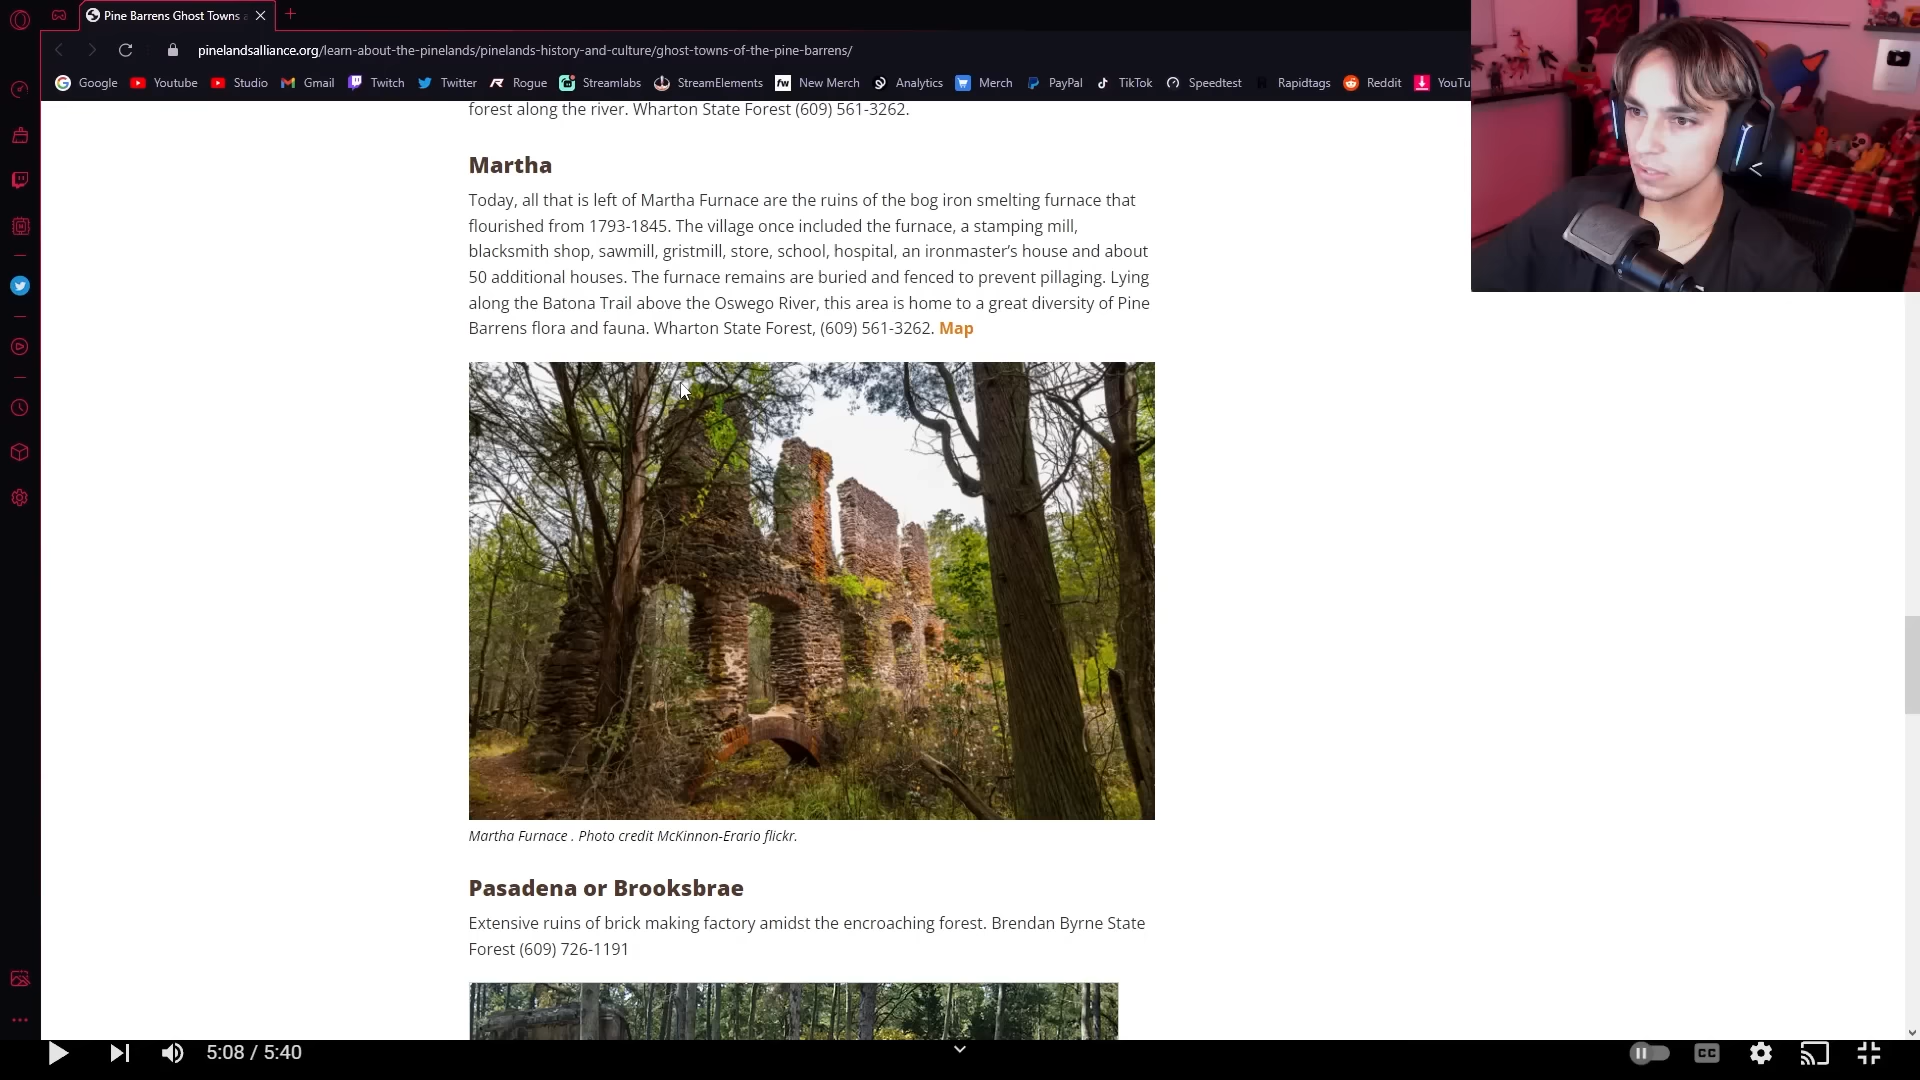 Pine Barrens Ghost Towns
pinelandsalliance.org/learn-about-the-pinelands/pinelands-history-and-culture/ghost-towns-of-the-pine-barrens/
Google Youtube Studio Gmail Twitch Twitter Rogue Streamlabs StreamElements New Merch Analytics Merch PayPal TikTok Speedtest Rapidtags Reddit YouTu
forest along the river. Wharton State Forest (609) 561-3262.
Martha
Today, all that is left of Martha Furnace are the ruins of the bog iron smelting furnace that
flourished from 1793-1845. The village once included the furnace, a stamping mill,
blacksmith shop, sawmill, gristmill, store, school, hospital, an ironmaster’s house and about
50 additional houses. The furnace remains are buried and fenced to prevent pillaging. Lying
along the Batona Trail above the Oswego River, this area is home to a great diversity of Pine
Barrens flora and fauna. Wharton State Forest, (609) 561-3262. Map
Martha Furnace . Photo credit McKinnon-Erario flickr.
Pasadena or Brooksbrae
Extensive ruins of brick making factory amidst the encroaching forest. Brendan Byrne State
Forest (609) 726-1191
5:08 / 5:40
CC